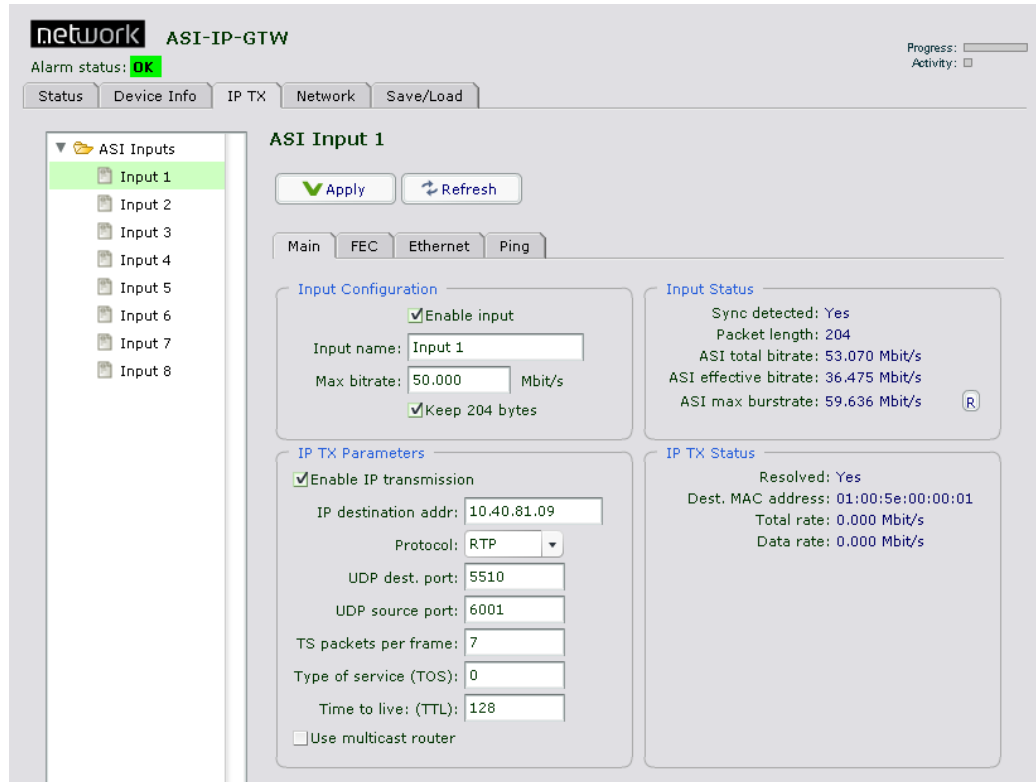 network ASI-IP-GTW
Progress:
Alarm status: OK
Activity:
Status Device Info IP TX Network Save/Load
ASI Inputs
Input 1
Input 2
Input 3
Input 4
Input 5
Input 6
Input 7
Input 8
ASI Input 1
Apply Refresh
Main FEC Ethernet Ping
Input Configuration
Enable input
Input name: Input 1
Max bitrate: 50.000 Mbit/s
Keep 204 bytes
Input Status
Sync detected: Yes
Packet length: 204
ASI total bitrate: 53.070 Mbit/s
ASI effective bitrate: 36.475 Mbit/s
ASI max burstrate: 59.636 Mbit/s R
IP TX Parameters
Enable IP transmission
IP destination addr: 10.40.81.09
Protocol: RTP
UDP dest. port: 5510
UDP source port: 6001
TS packets per frame: 7
Type of service (TOS): 0
Time to live: (TTL): 128
Use multicast router
IP TX Status
Resolved: Yes
Dest. MAC address: 01:00:5e:00:00:01
Total rate: 0.000 Mbit/s
Data rate: 0.000 Mbit/s